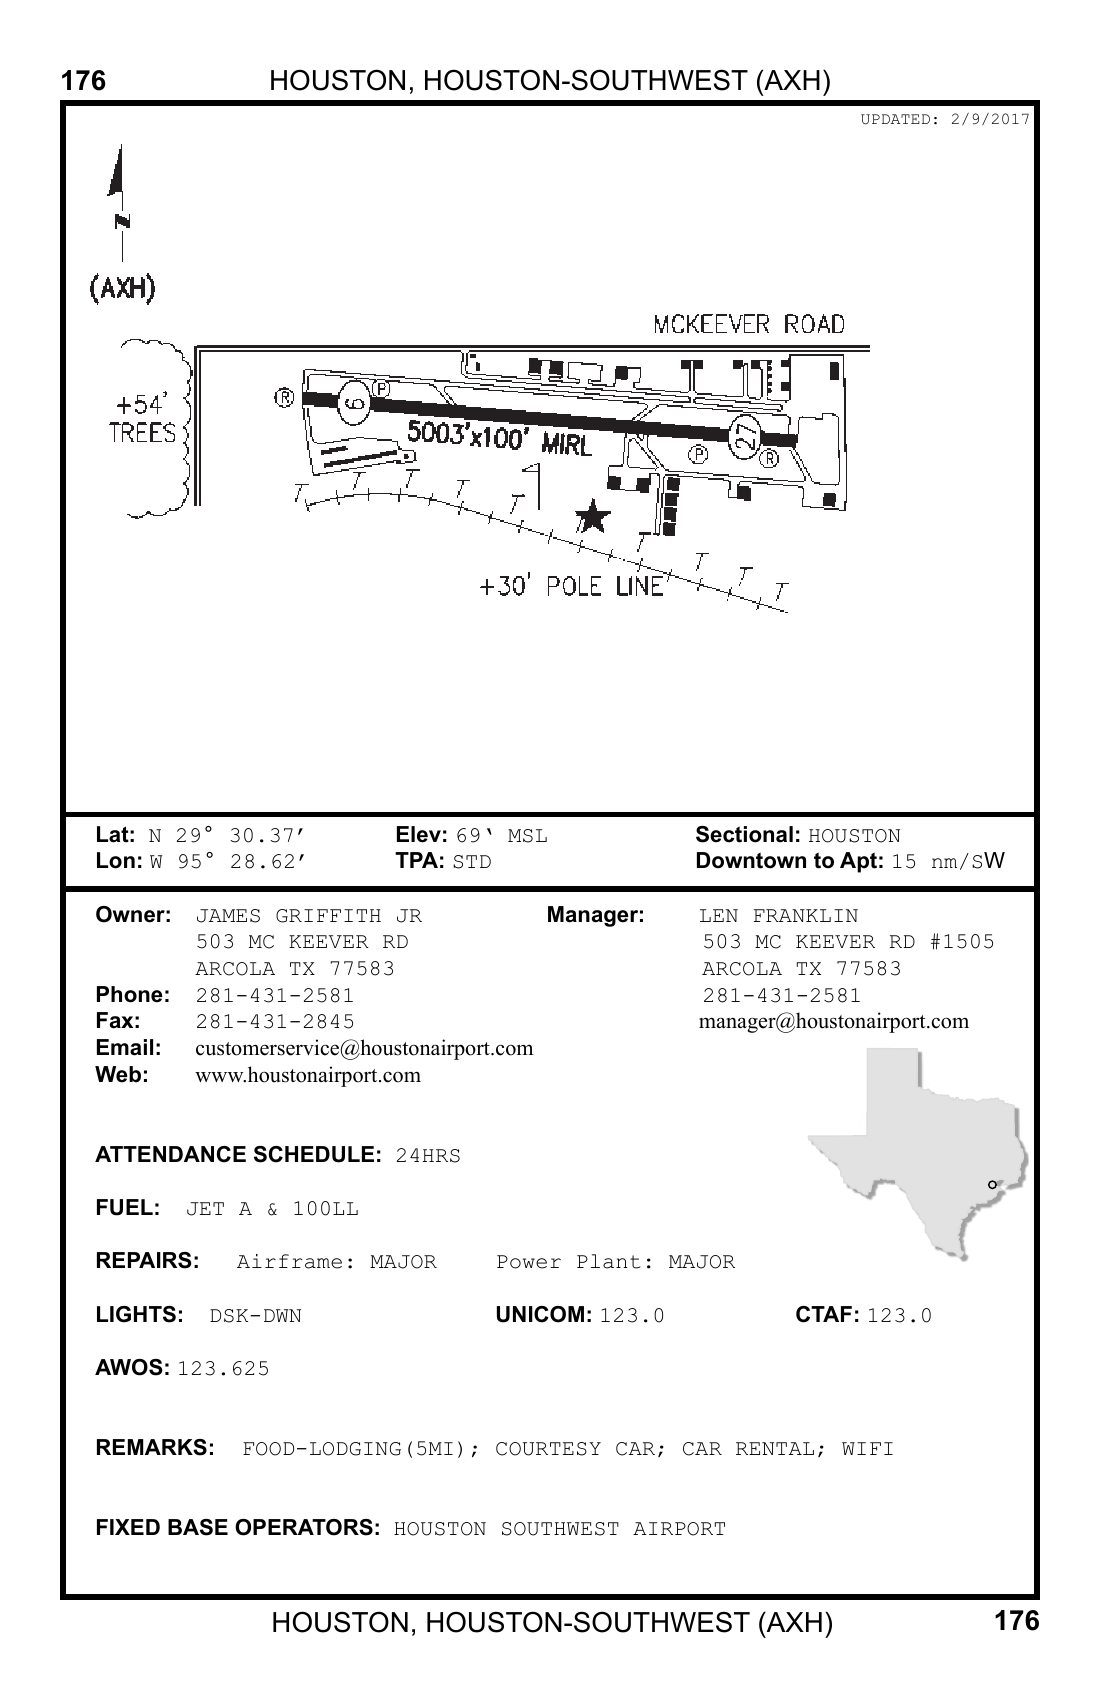 176 HOUSTON, HOUSTON-SOUTHWEST (AXH)
UPDATED: 2/9/2017
N
(AXH)
MCKEEVER ROAD
+54'
TREES
R 6 P
5003'x100' MIRL
27
P R
T T T T T T T T T
+30' POLE LINE
Lat: N 29° 30.37’ Elev: 69‘ MSL Sectional: HOUSTON
Lon: W 95° 28.62’ TPA: STD Downtown to Apt: 15 nm/SW
Owner: JAMES GRIFFITH JR Manager: LEN FRANKLIN
503 MC KEEVER RD 503 MC KEEVER RD #1505
ARCOLA TX 77583 ARCOLA TX 77583
Phone: 281-431-2581 281-431-2581
Fax: 281-431-2845 manager@houstonairport.com
Email: customerservice@houstonairport.com
Web: www.houstonairport.com
ATTENDANCE SCHEDULE: 24HRS
FUEL: JET A & 100LL
REPAIRS: Airframe: MAJOR Power Plant: MAJOR
LIGHTS: DSK-DWN UNICOM: 123.0 CTAF: 123.0
AWOS: 123.625
REMARKS: FOOD-LODGING(5MI); COURTESY CAR; CAR RENTAL; WIFI
FIXED BASE OPERATORS: HOUSTON SOUTHWEST AIRPORT
HOUSTON, HOUSTON-SOUTHWEST (AXH) 176